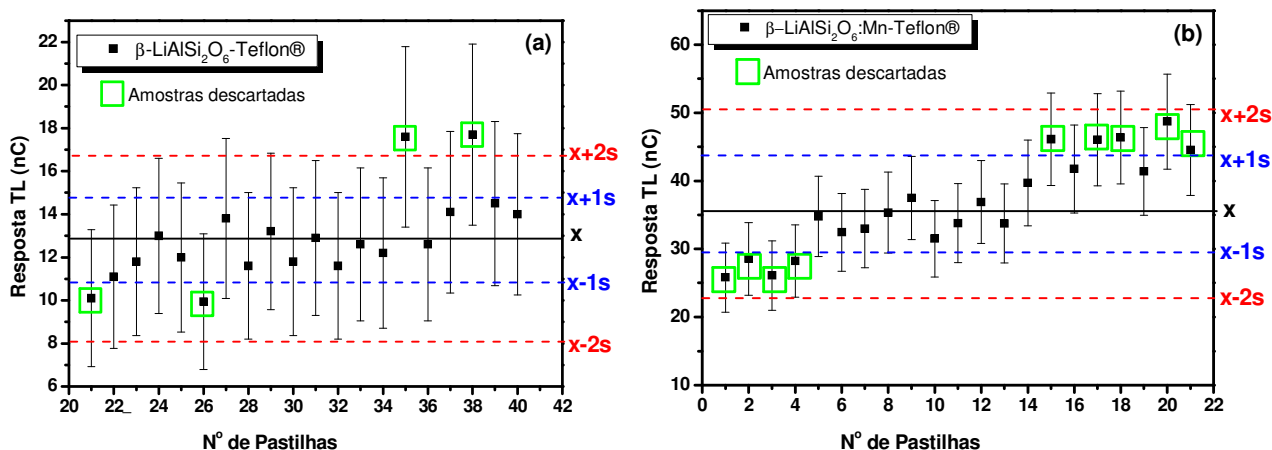 (a)
β-LiAlSi2O6-Teflon®
Amostras descartadas
Resposta TL (nC)
22
20
18
16
14
12
10
8
6
x+2s
x+1s
x
x-1s
x-2s
20 22 24 26 28 30 32 34 36 38 40 42
Nº de Pastilhas
(b)
β−LiAlSi2O6:Mn-Teflon®
Amostras descartadas
Resposta TL (nC)
60
50
40
30
20
10
x+2s
x+1s
x
x-1s
x-2s
0 2 4 6 8 10 12 14 16 18 20 22
Nº de Pastilhas